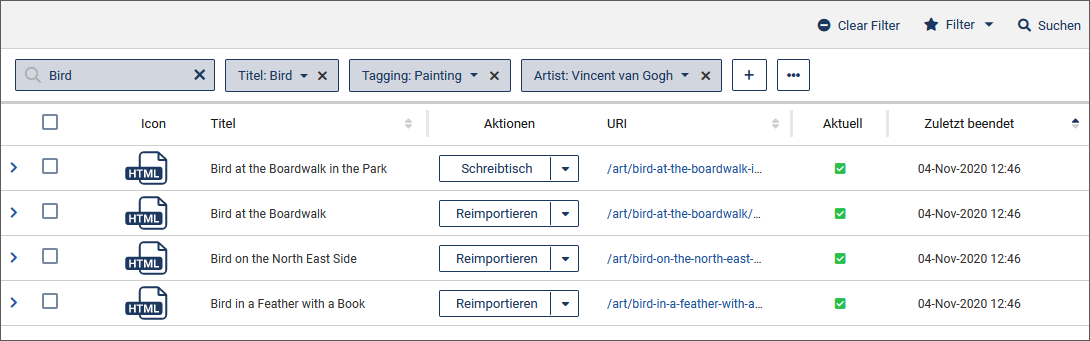 Clear Filter Filter Suchen
Bird Titel: Bird Tagging: Painting Artist: Vincent van Gogh + •••
Icon Titel Aktionen URI Aktuell Zuletzt beendet
HTML Bird at the Boardwalk in the Park Schreibtisch /art/bird-at-the-boardwalk-i... 04-Nov-2020 12:46
HTML Bird at the Boardwalk Reimportieren /art/bird-at-the-boardwalk/... 04-Nov-2020 12:46
HTML Bird on the North East Side Reimportieren /art/bird-on-the-north-east-... 04-Nov-2020 12:46
HTML Bird in a Feather with a Book Reimportieren /art/bird-in-a-feather-with-a... 04-Nov-2020 12:46